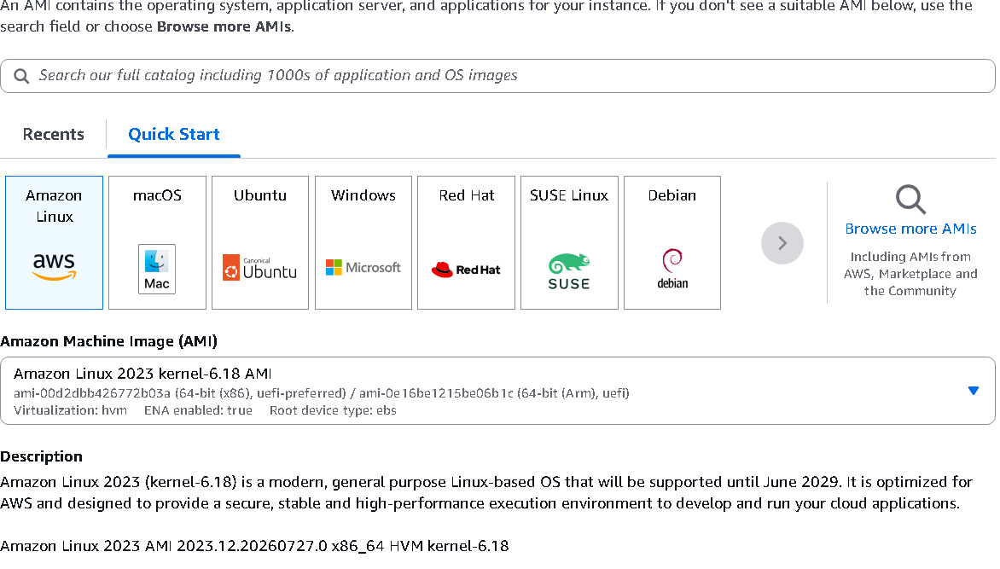 An AMI contains the operating system, application server, and applications for your instance. If you don't see a suitable AMI below, use the
search field or choose Browse more AMIs.
Search our full catalog including 1000s of application and OS images
Recents
Quick Start
Amazon
Linux
aws
macOS
Mac
Ubuntu
Canonical
Ubuntu
Windows
Microsoft
Red Hat
Red Hat
SUSE Linux
SUSE
Debian
debian
Browse more AMIs
Including AMIs from
AWS, Marketplace and
the Community
Amazon Machine Image (AMI)
Amazon Linux 2023 kernel-6.18 AMI
ami-00d2dbb426772b03a (64-bit (x86), uefi-preferred) / ami-0e16be1215be06b1c (64-bit (Arm), uefi)
Virtualization: hvm ENA enabled: true Root device type: ebs
Description
Amazon Linux 2023 (kernel-6.18) is a modern, general purpose Linux-based OS that will be supported until June 2029. It is optimized for
AWS and designed to provide a secure, stable and high-performance execution environment to develop and run your cloud applications.
Amazon Linux 2023 AMI 2023.12.20260727.0 x86_64 HVM kernel-6.18